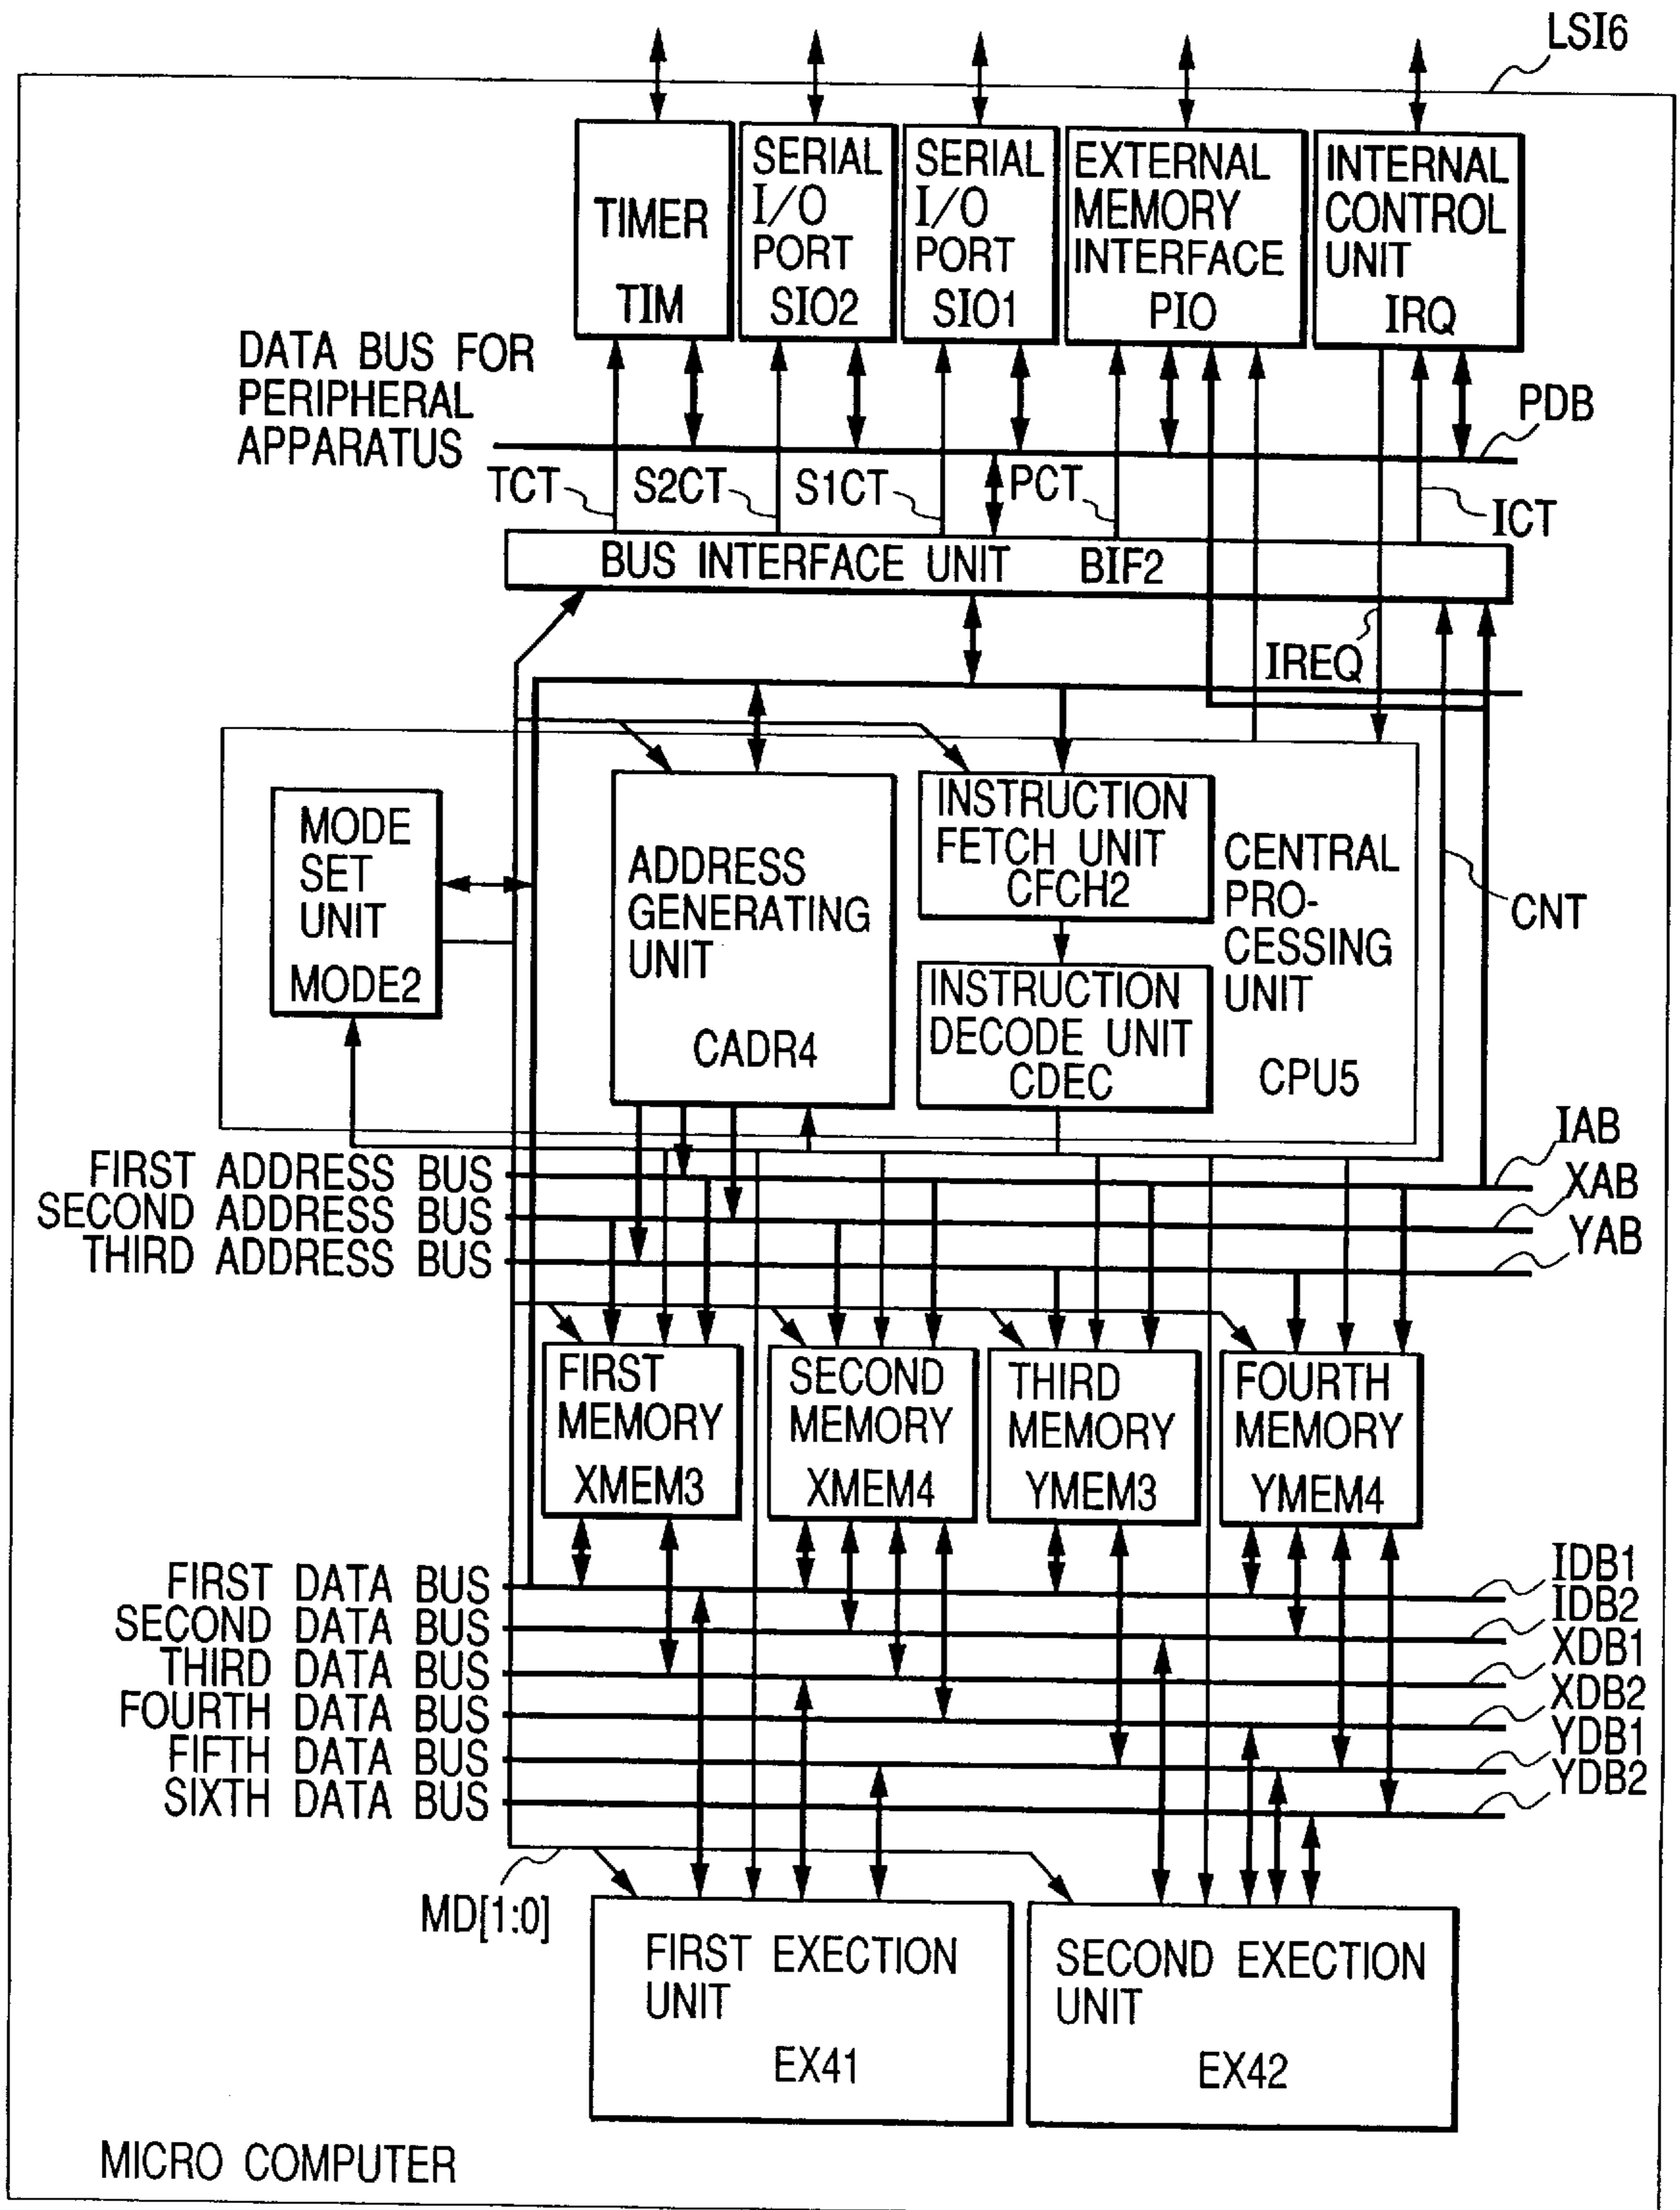 LSI6
TIMER
TIM
SERIAL
I/O
PORT
SIO2
SERIAL
I/O
PORT
SIO1
EXTERNAL
MEMORY
INTERFACE
PIO
INTERNAL
CONTROL
UNIT
IRQ
DATA BUS FOR
PERIPHERAL
APPARATUS
PDB
TCT
S2CT
S1CT
PCT
ICT
BUS INTERFACE UNIT BIF2
IREQ
MODE
SET
UNIT
MODE2
ADDRESS
GENERATING
UNIT
CADR4
INSTRUCTION
FETCH UNIT
CFCH2
INSTRUCTION
DECODE UNIT
CDEC
CENTRAL
PRO-
CESSING
UNIT
CPU5
CNT
FIRST ADDRESS BUS
SECOND ADDRESS BUS
THIRD ADDRESS BUS
IAB
XAB
YAB
FIRST
MEMORY
XMEM3
SECOND
MEMORY
XMEM4
THIRD
MEMORY
YMEM3
FOURTH
MEMORY
YMEM4
FIRST DATA BUS
SECOND DATA BUS
THIRD DATA BUS
FOURTH DATA BUS
FIFTH DATA BUS
SIXTH DATA BUS
IDB1
IDB2
XDB1
XDB2
YDB1
YDB2
MD[1:0]
FIRST EXECTION
UNIT
EX41
SECOND EXECTION
UNIT
EX42
MICRO COMPUTER